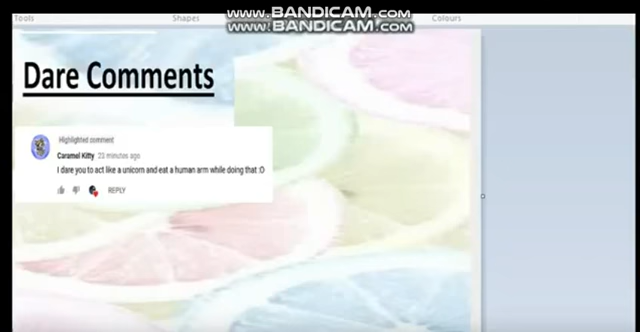 www.BANDICAM.com
www.BANDICAM.com
Tools Shapes Colours
Dare Comments
Highlighted comment
Caramel Kitty 23 minutes ago
I dare you to act like a unicorn and eat a human arm while doing that :O
REPLY